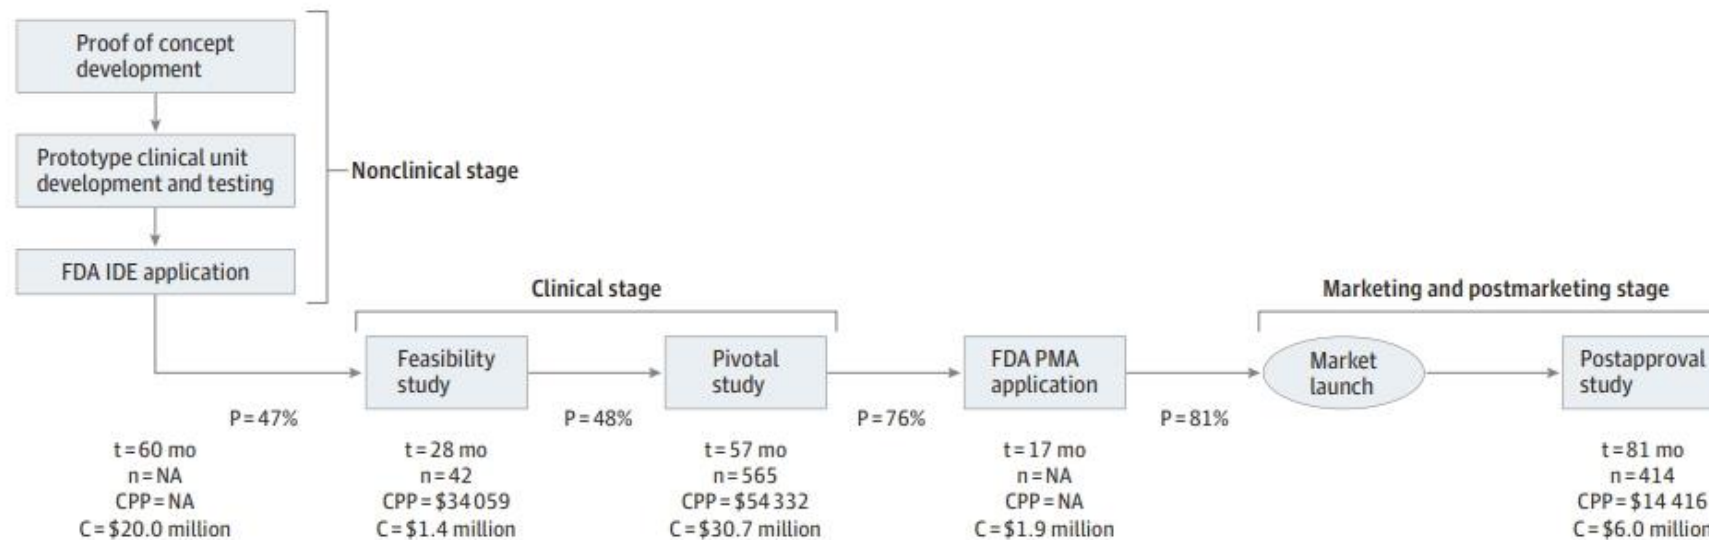 Proof of concept
development
Prototype clinical unit
development and testing
Nonclinical stage
FDA IDE application
Clinical stage
Marketing and postmarketing stage
Feasibility
study
Pivotal
study
FDA PMA
application
Market
launch
Postapproval
study
P=47%
P=48%
P=76%
P=81%
t=60 mo
n=NA
CPP=NA
C=$20.0 million
t=28 mo
n=42
CPP=$34 059
C=$1.4 million
t=57 mo
n=565
CPP=$54 332
C=$30.7 million
t=17 mo
n=NA
CPP=NA
C=$1.9 million
t=81 mo
n=414
CPP=$14 416
C=$6.0 million